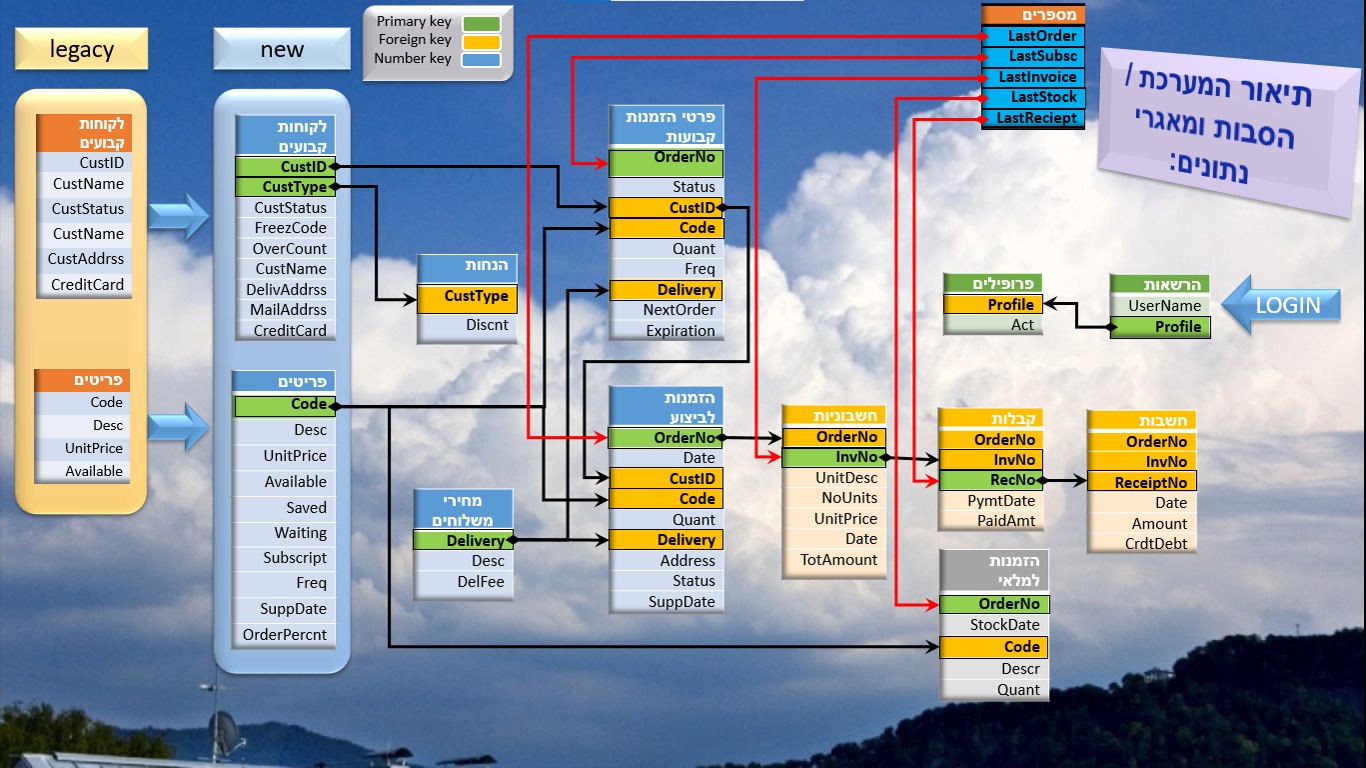 legacy
new
Primary key
Foreign key
Number key
תיאור המערכת /
הסבות ומאגרי
נתונים:
מספרים
LastOrder
LastSubsc
LastInvoice
LastStock
LastReciept
לקוחות
קבועים
CustID
CustName
CustStatus
CustName
CustAddrss
CreditCard
פריטים
Code
Desc
UnitPrice
Available
לקוחות
קבועים
CustID
CustType
CustStatus
FreezCode
OverCount
CustName
DelivAddrss
MailAddrss
CreditCard
פריטים
Code
Desc
UnitPrice
Available
Saved
Waiting
Subscript
Freq
SuppDate
OrderPercnt
הנחות
CustType
Discnt
מחירי
משלוחים
Delivery
Desc
DelFee
פרטי הזמנות
קבועות
OrderNo
Status
CustID
Code
Quant
Freq
Delivery
NextOrder
Expiration
הזמנות
לביצוע
OrderNo
Date
CustID
Code
Quant
Delivery
Address
Status
SuppDate
חשבוניות
OrderNo
InvNo
UnitDesc
NoUnits
UnitPrice
Date
TotAmount
פרופילים
Profile
Act
הרשאות
UserName
Profile
LOGIN
קבלות
OrderNo
InvNo
RecNo
PymtDate
PaidAmt
חשבות
OrderNo
InvNo
ReceiptNo
Date
Amount
CrdtDebt
הזמנות
למלאי
OrderNo
StockDate
Code
Descr
Quant